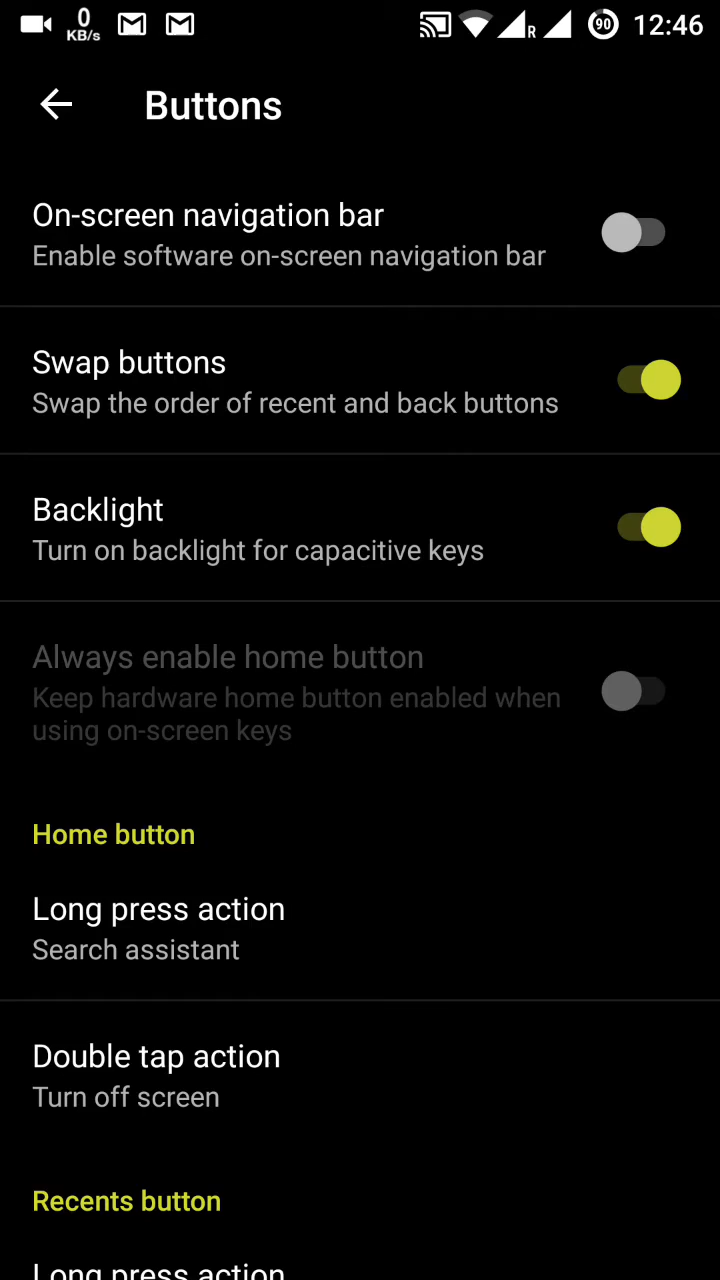 0
KB/s
R
90
12:46
Buttons
On-screen navigation bar
Enable software on-screen navigation bar
Swap buttons
Swap the order of recent and back buttons
Backlight
Turn on backlight for capacitive keys
Always enable home button
Keep hardware home button enabled when
using on-screen keys
Home button
Long press action
Search assistant
Double tap action
Turn off screen
Recents button
Long press action